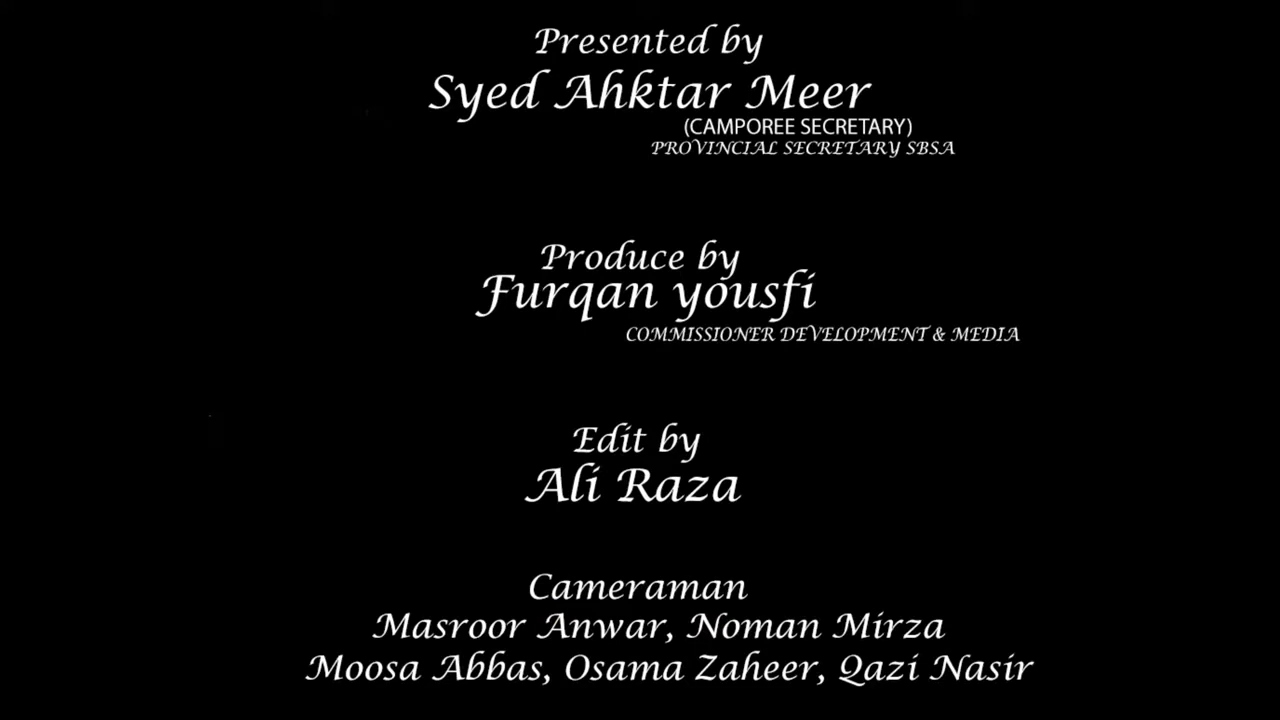 Presented by
Syed Ahktar Meer
(CAMPOREE SECRETARY)
PROVINCIAL SECRETARY SBSA
Produce by
Furqan yousfi
COMMISSIONER DEVELOPMENT & MEDIA
Edit by
Ali Raza
Cameraman
Masroor Anwar, Noman Mirza
Moosa Abbas, Osama Zaheer, Qazi Nasir